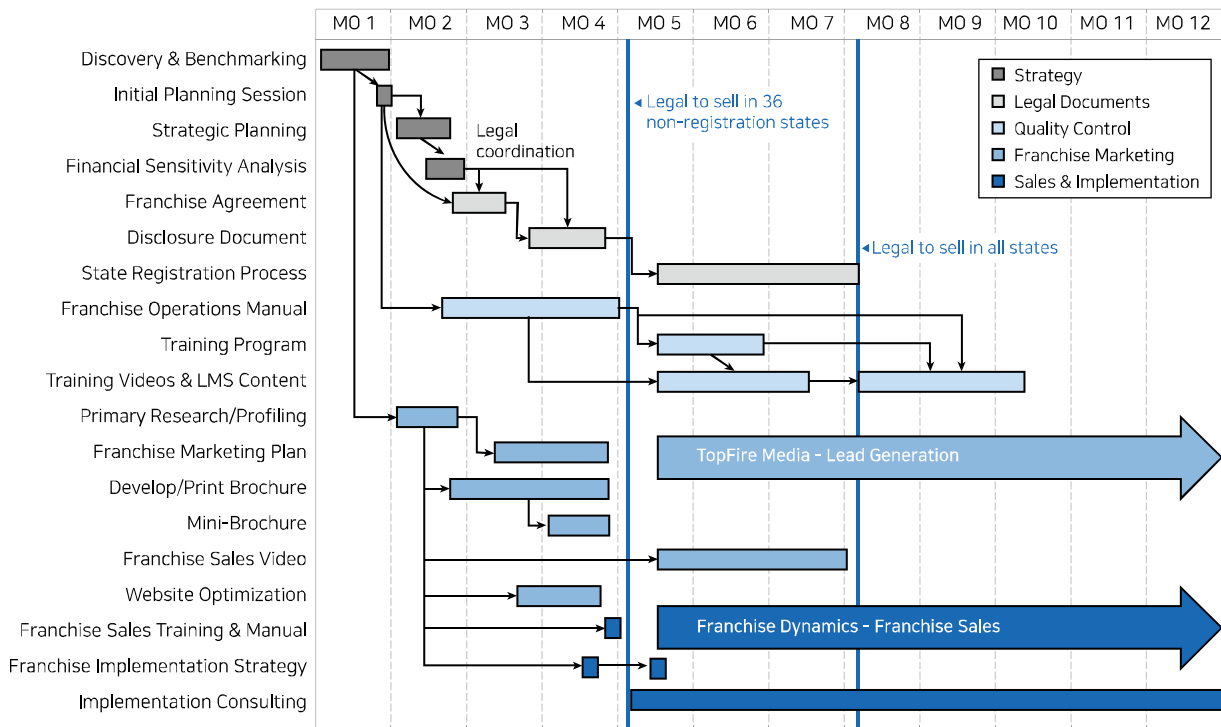 MO 1 MO 2 MO 3 MO 4 MO 5 MO 6 MO 7 MO 8 MO 9 MO 10 MO 11 MO 12
Discovery & Benchmarking
Initial Planning Session
Strategic Planning
Financial Sensitivity Analysis
Franchise Agreement
Disclosure Document
State Registration Process
Franchise Operations Manual
Training Program
Training Videos & LMS Content
Primary Research/Profiling
Franchise Marketing Plan
Develop/Print Brochure
Mini-Brochure
Franchise Sales Video
Website Optimization
Franchise Sales Training & Manual
Franchise Implementation Strategy
Implementation Consulting
Legal
coordination
Legal to sell in 36
non-registration states
Legal to sell in all states
Strategy
Legal Documents
Quality Control
Franchise Marketing
Sales & Implementation
TopFire Media - Lead Generation
Franchise Dynamics - Franchise Sales